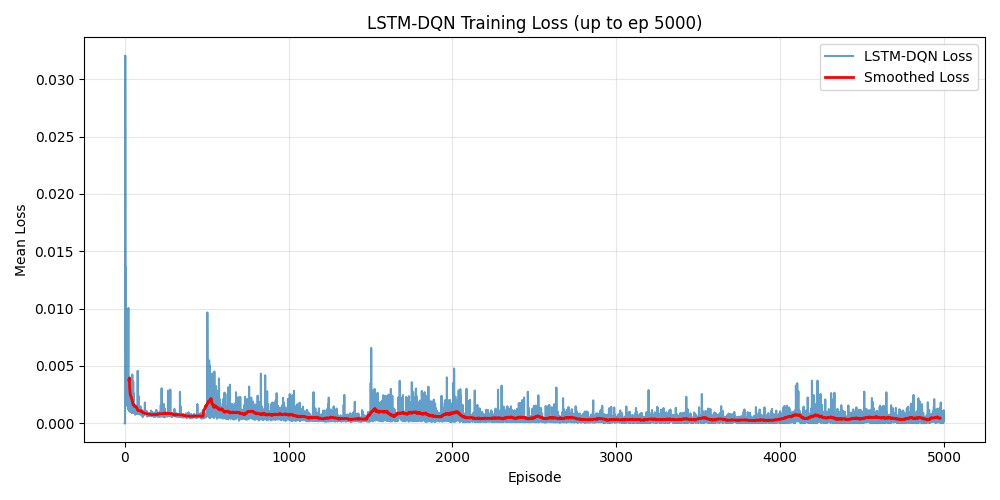 LSTM-DQN Training Loss (up to ep 5000)
LSTM-DQN Loss
Smoothed Loss
Mean Loss
0.030
0.025
0.020
0.015
0.010
0.005
0.000
0 1000 2000 3000 4000 5000
Episode